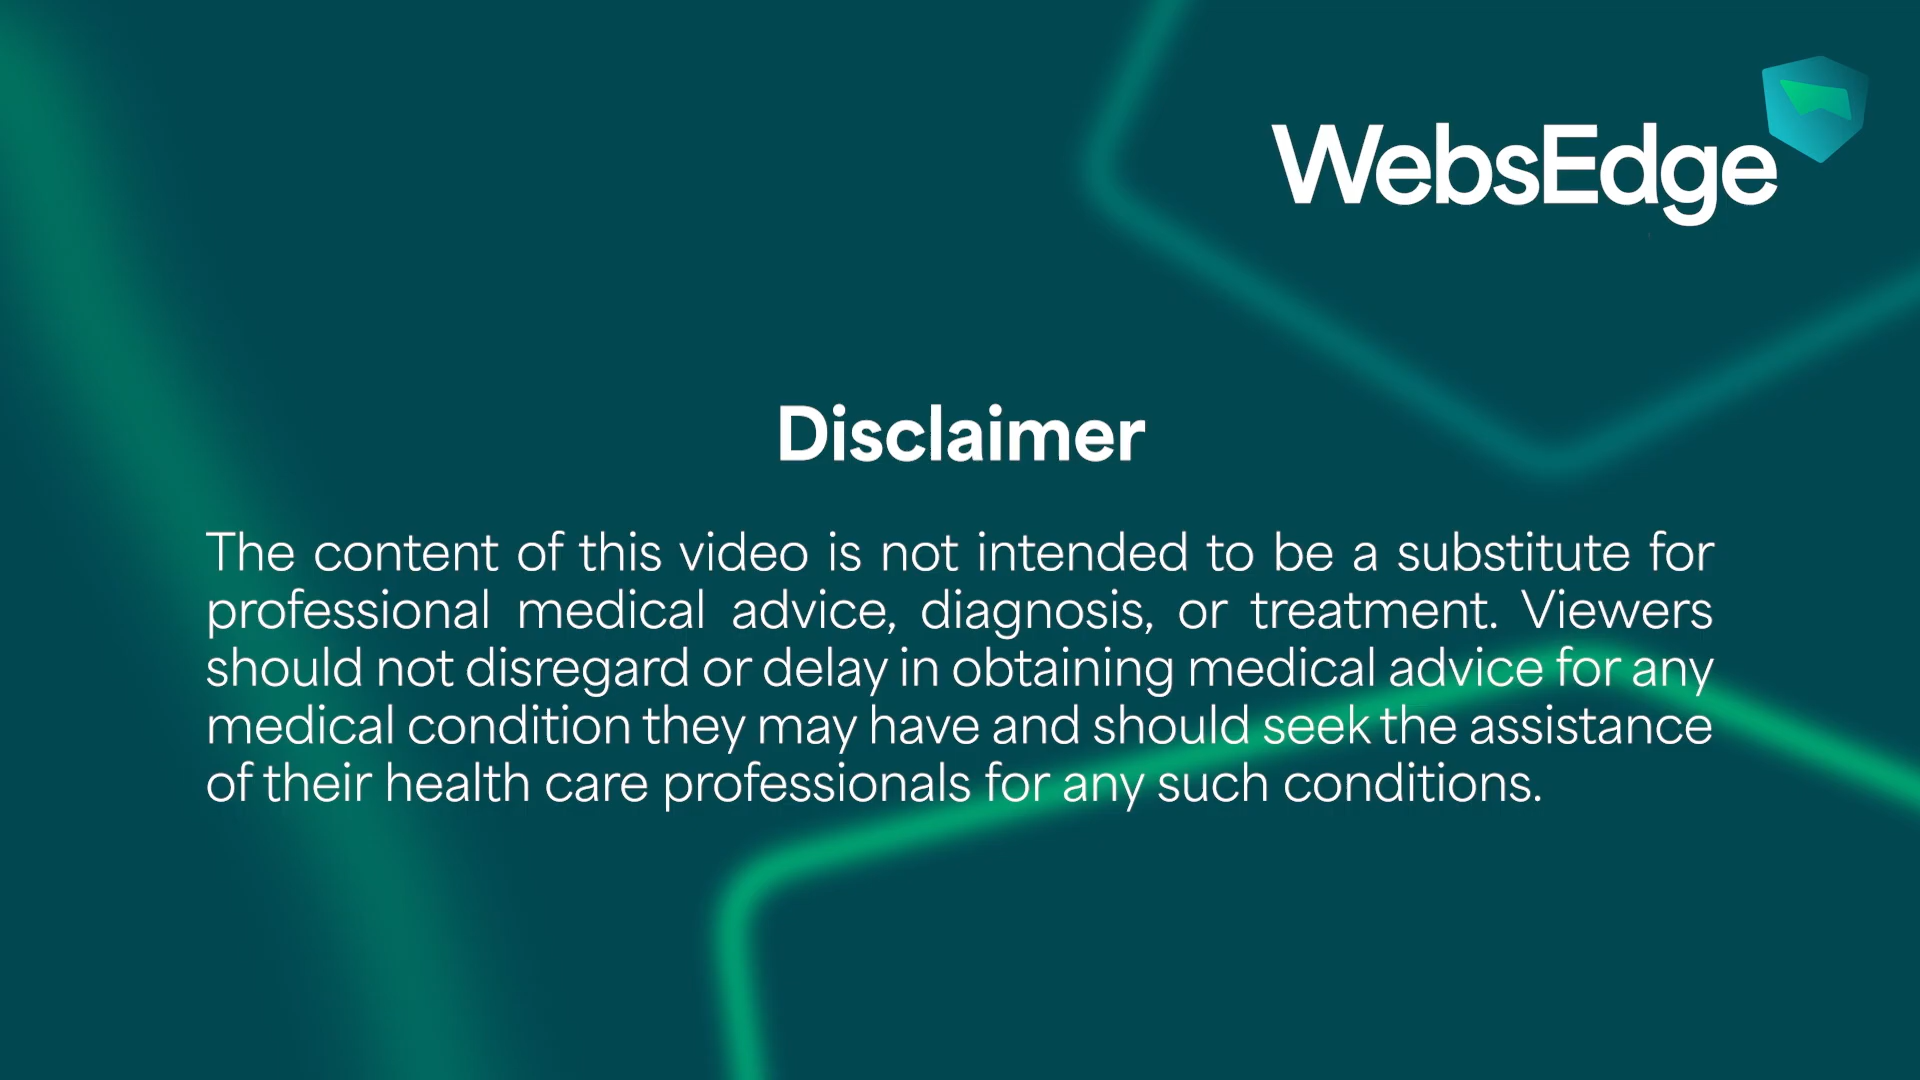 WebsEdge
Disclaimer
The content of this video is not intended to be a substitute for
professional medical advice, diagnosis, or treatment. Viewers
should not disregard or delay in obtaining medical advice for any
medical condition they may have and should seek the assistance
of their health care professionals for any such conditions.